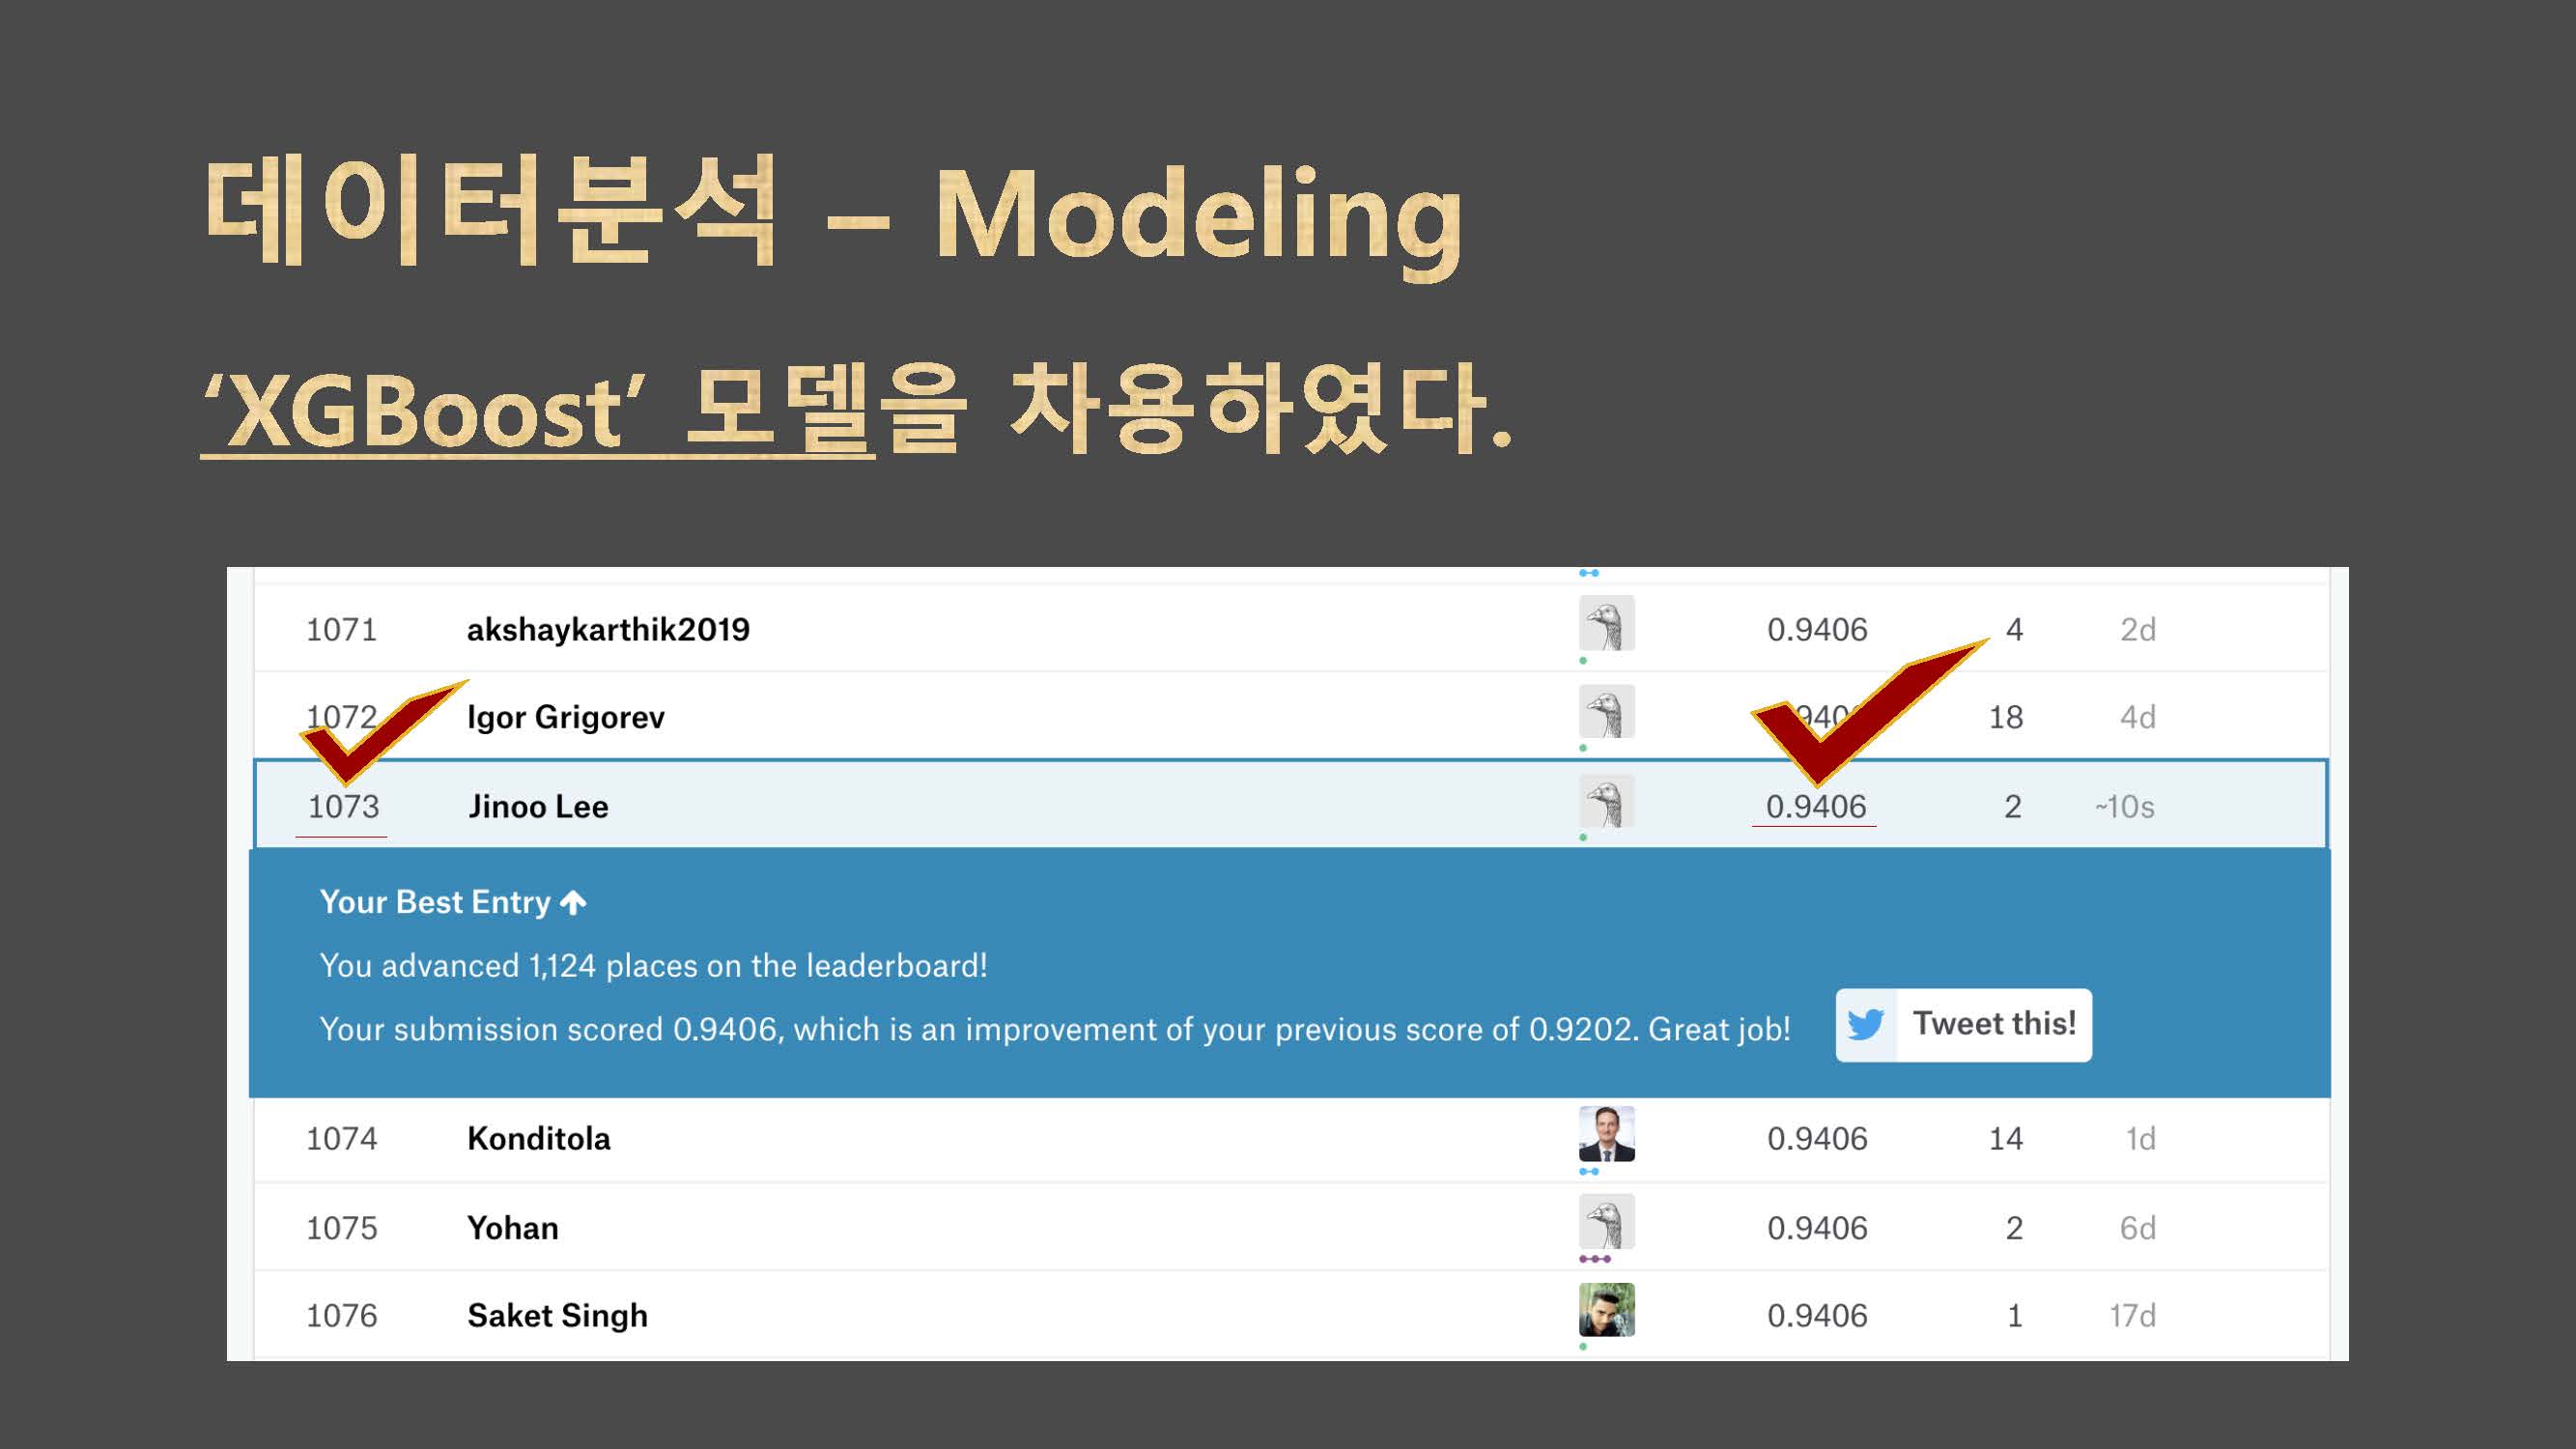 데이터분석 – Modeling
‘XGBoost’ 모델을 차용하였다.
1071 akshaykarthik2019 0.9406 4 2d
1072 Igor Grigorev 18 4d
1073 Jinoo Lee 0.9406 2 ~10s
Your Best Entry ↑
You advanced 1,124 places on the leaderboard!
Your submission scored 0.9406, which is an improvement of your previous score of 0.9202. Great job!
Tweet this!
1074 Konditola 0.9406 14 1d
1075 Yohan 0.9406 2 6d
1076 Saket Singh 0.9406 1 17d